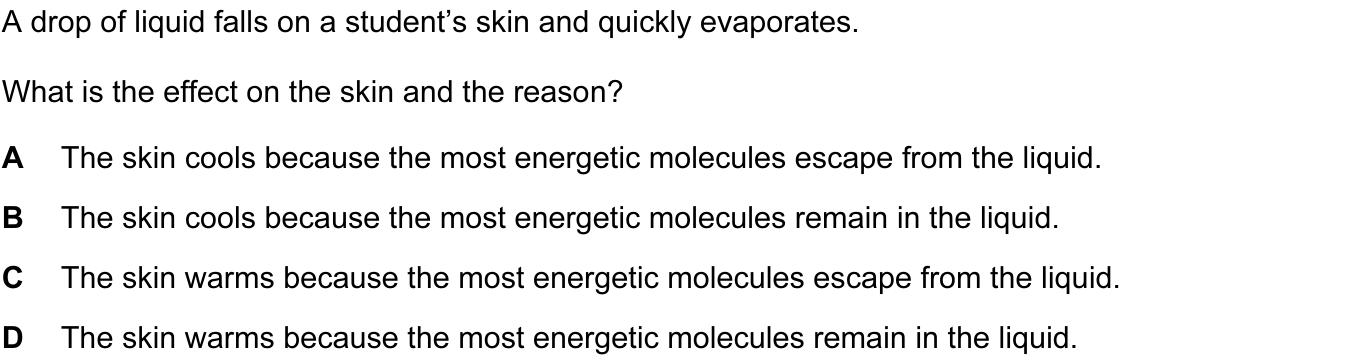 A drop of liquid falls on a student’s skin and quickly evaporates.
What is the effect on the skin and the reason?
A The skin cools because the most energetic molecules escape from the liquid.
B The skin cools because the most energetic molecules remain in the liquid.
C The skin warms because the most energetic molecules escape from the liquid.
D The skin warms because the most energetic molecules remain in the liquid.